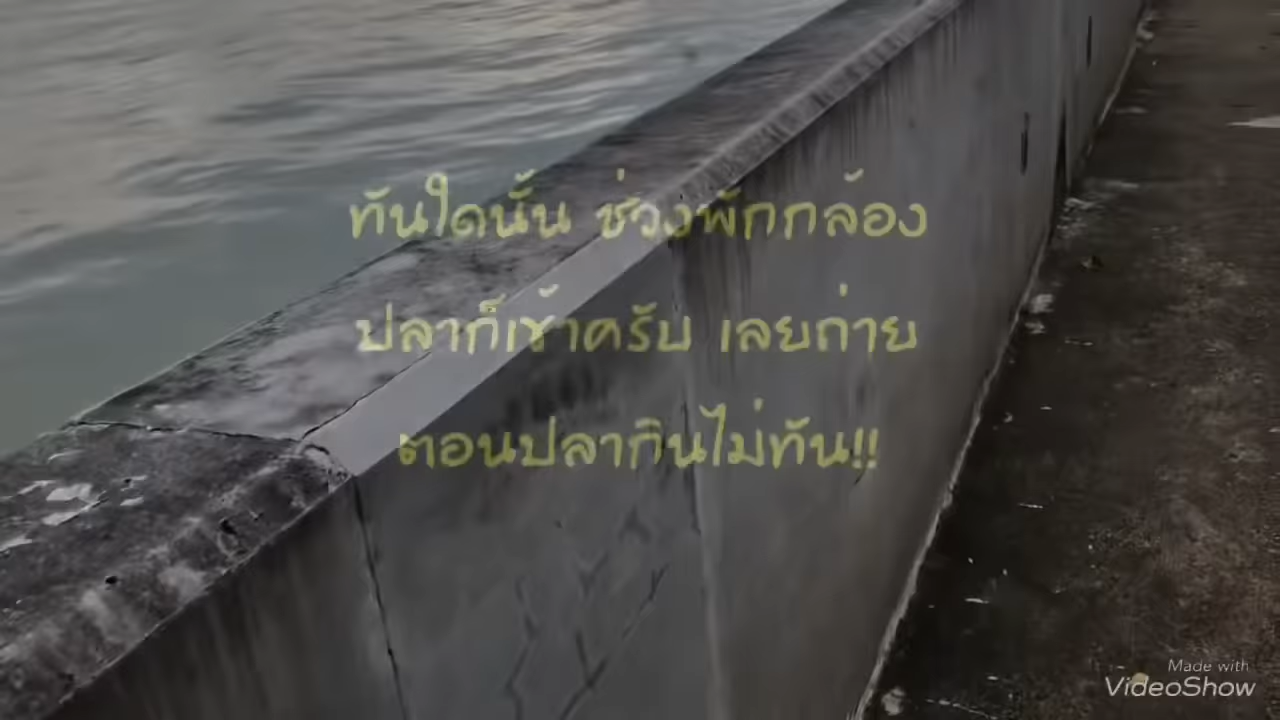 ทันใดนั้น ช่วงพักกล้อง
ปลาก็เข้าครับ เลยถ่าย
ตอนปลากินไม่ทัน!!
Made with
VideoShow